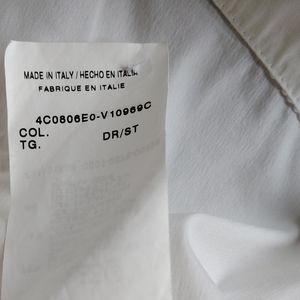 MADE IN ITALY / HECHO EN ITALIA
FABRIQUE EN ITALIE
4C0806E0-V10969C
COL. DR/ST
TG.